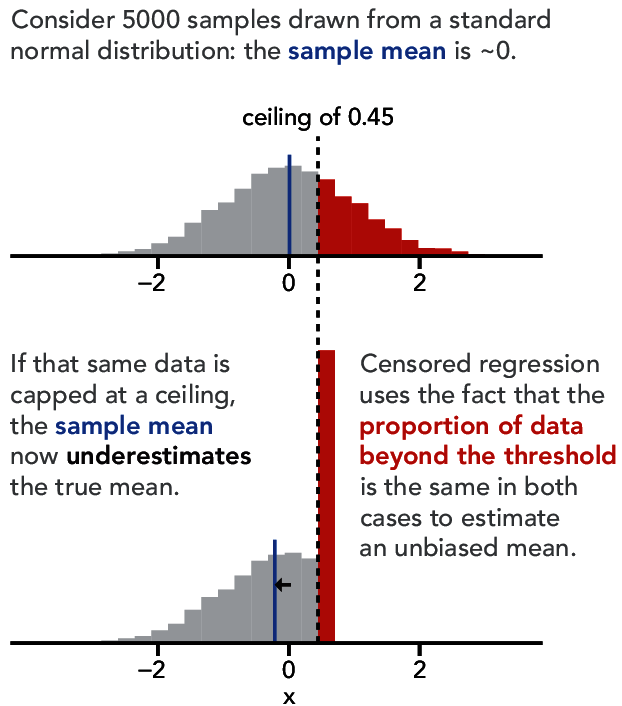 Consider 5000 samples drawn from a standard
normal distribution: the sample mean is ~0.
ceiling of 0.45
−2
0
2
If that same data is
capped at a ceiling,
the sample mean
now underestimates
the true mean.
Censored regression
uses the fact that the
proportion of data
beyond the threshold
is the same in both
cases to estimate
an unbiased mean.
−2
0
2
x